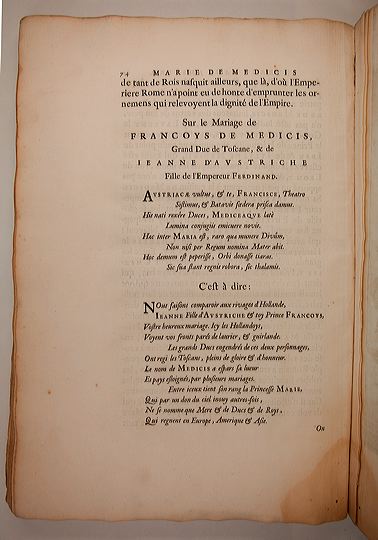 74 MARIE DE MEDICIS
de tant de Rois nasquit ailleurs, que là, d'où l'Empe-
riere Rome n'a point eu de honte d'emprunter les or-
nemens qui relevoyent la dignité de l'Empire.
Sur le Mariage de
FRANCOYS DE MEDICIS,
Grand Duc de Toscane, & de
IEANNE D'AVSTRICHE
Fille de l'Empereur FERDINAND.
AVSTRIACÆ vultus, & te, FRANCISCE, Theatro
Sistimus, & Batavis fœdera prisca damus.
His nati rexére Duces, MEDICEAQVE latè
Lumina conjugiis emicuere novis.
Hac inter MARIA est, raro quæ munere Divûm,
Non nisi per Regum nomina Mater abit.
Hoc demum est peperisse, Orbi donasse tiaras.
Sic sua stant regnis robora, sic thalamis.
C'est à dire:
NOus faisons comparoir aux rivages d'Hollande,
IEANNE Fille d'AVSTRICHE & toy Prince FRANCOYS,
Vostre heureux mariage. Icy les Hollandoys,
Voyent vos fronts parés de laurier, & guirlande.
Les grands Ducs engendrés de ces deux personnages,
Ont regi les Toscans, pleins de gloire & d'honneur.
Le nom de MEDICIS a espars sa lueur
Es pays esloignés, par plusieurs mariages.
Entre iceux tient son rang la Princesse MARIE,
Qui par un don du ciel inouy autres-fois,
Ne se nomme que Mere & de Ducs & de Roys,
Qui regnent en Europe, Amerique & Asie.
On